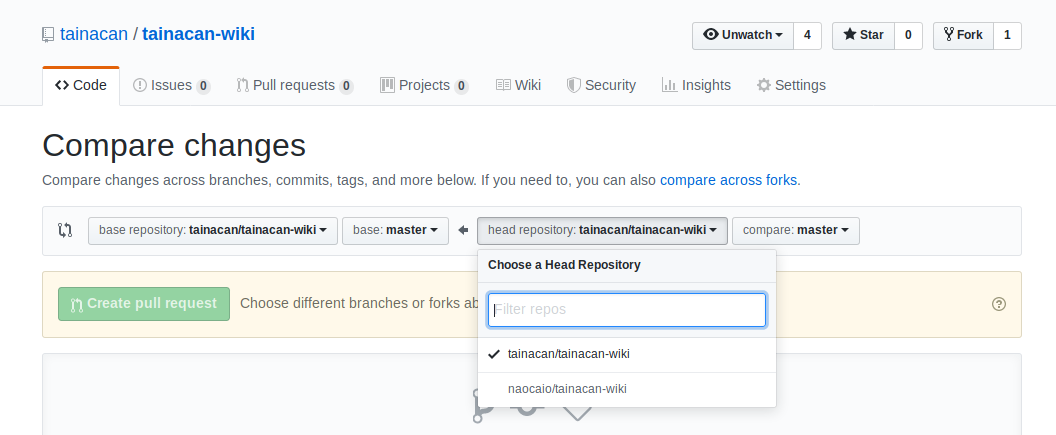 tainacan / tainacan-wiki
Unwatch 4
Star 0
Fork 1
Code
Issues 0
Pull requests 0
Projects 0
Wiki
Security
Insights
Settings
Compare changes
Compare changes across branches, commits, tags, and more below. If you need to, you can also compare across forks.
base repository: tainacan/tainacan-wiki
base: master
head repository: tainacan/tainacan-wiki
compare: master
Choose a Head Repository
Create pull request
Choose different branches or forks
Filter repos
tainacan/tainacan-wiki
naocaio/tainacan-wiki